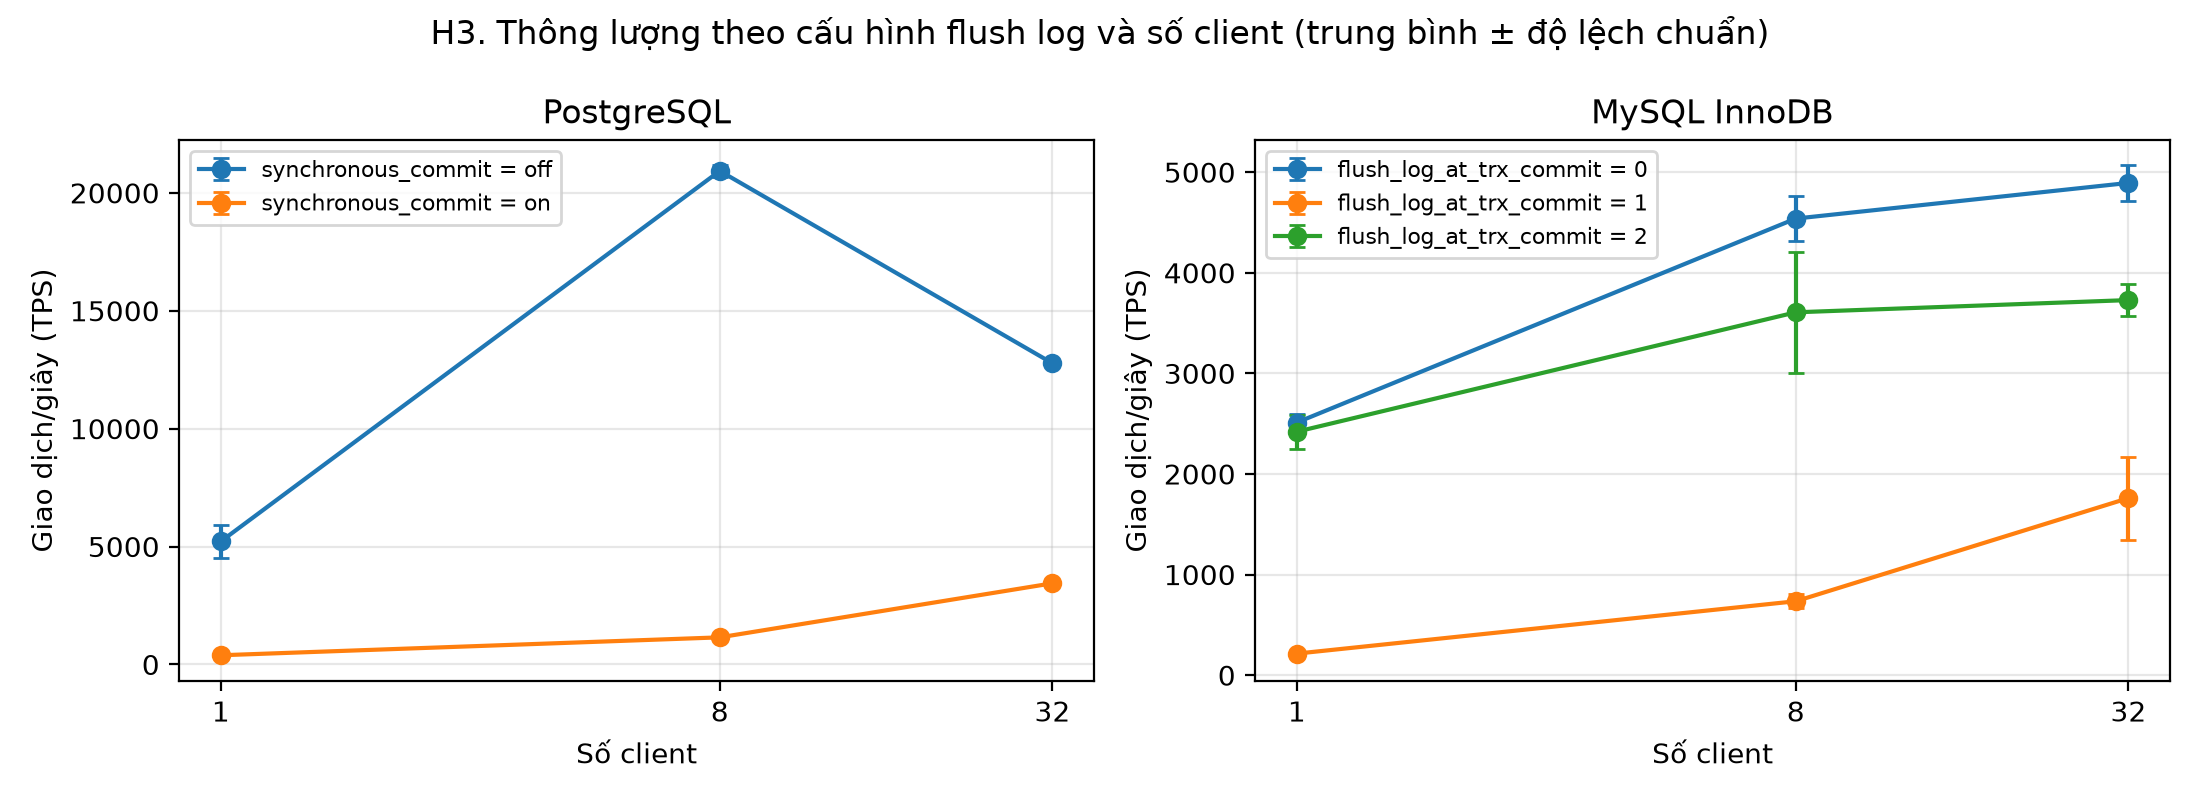 H3. Thông lượng theo cấu hình flush log và số client (trung bình ± độ lệch chuẩn)
PostgreSQL
synchronous_commit = off
synchronous_commit = on
Giao dịch/giây (TPS)
20000
15000
10000
5000
0
1
8
32
Số client
MySQL InnoDB
flush_log_at_trx_commit = 0
flush_log_at_trx_commit = 1
flush_log_at_trx_commit = 2
Giao dịch/giây (TPS)
5000
4000
3000
2000
1000
0
1
8
32
Số client